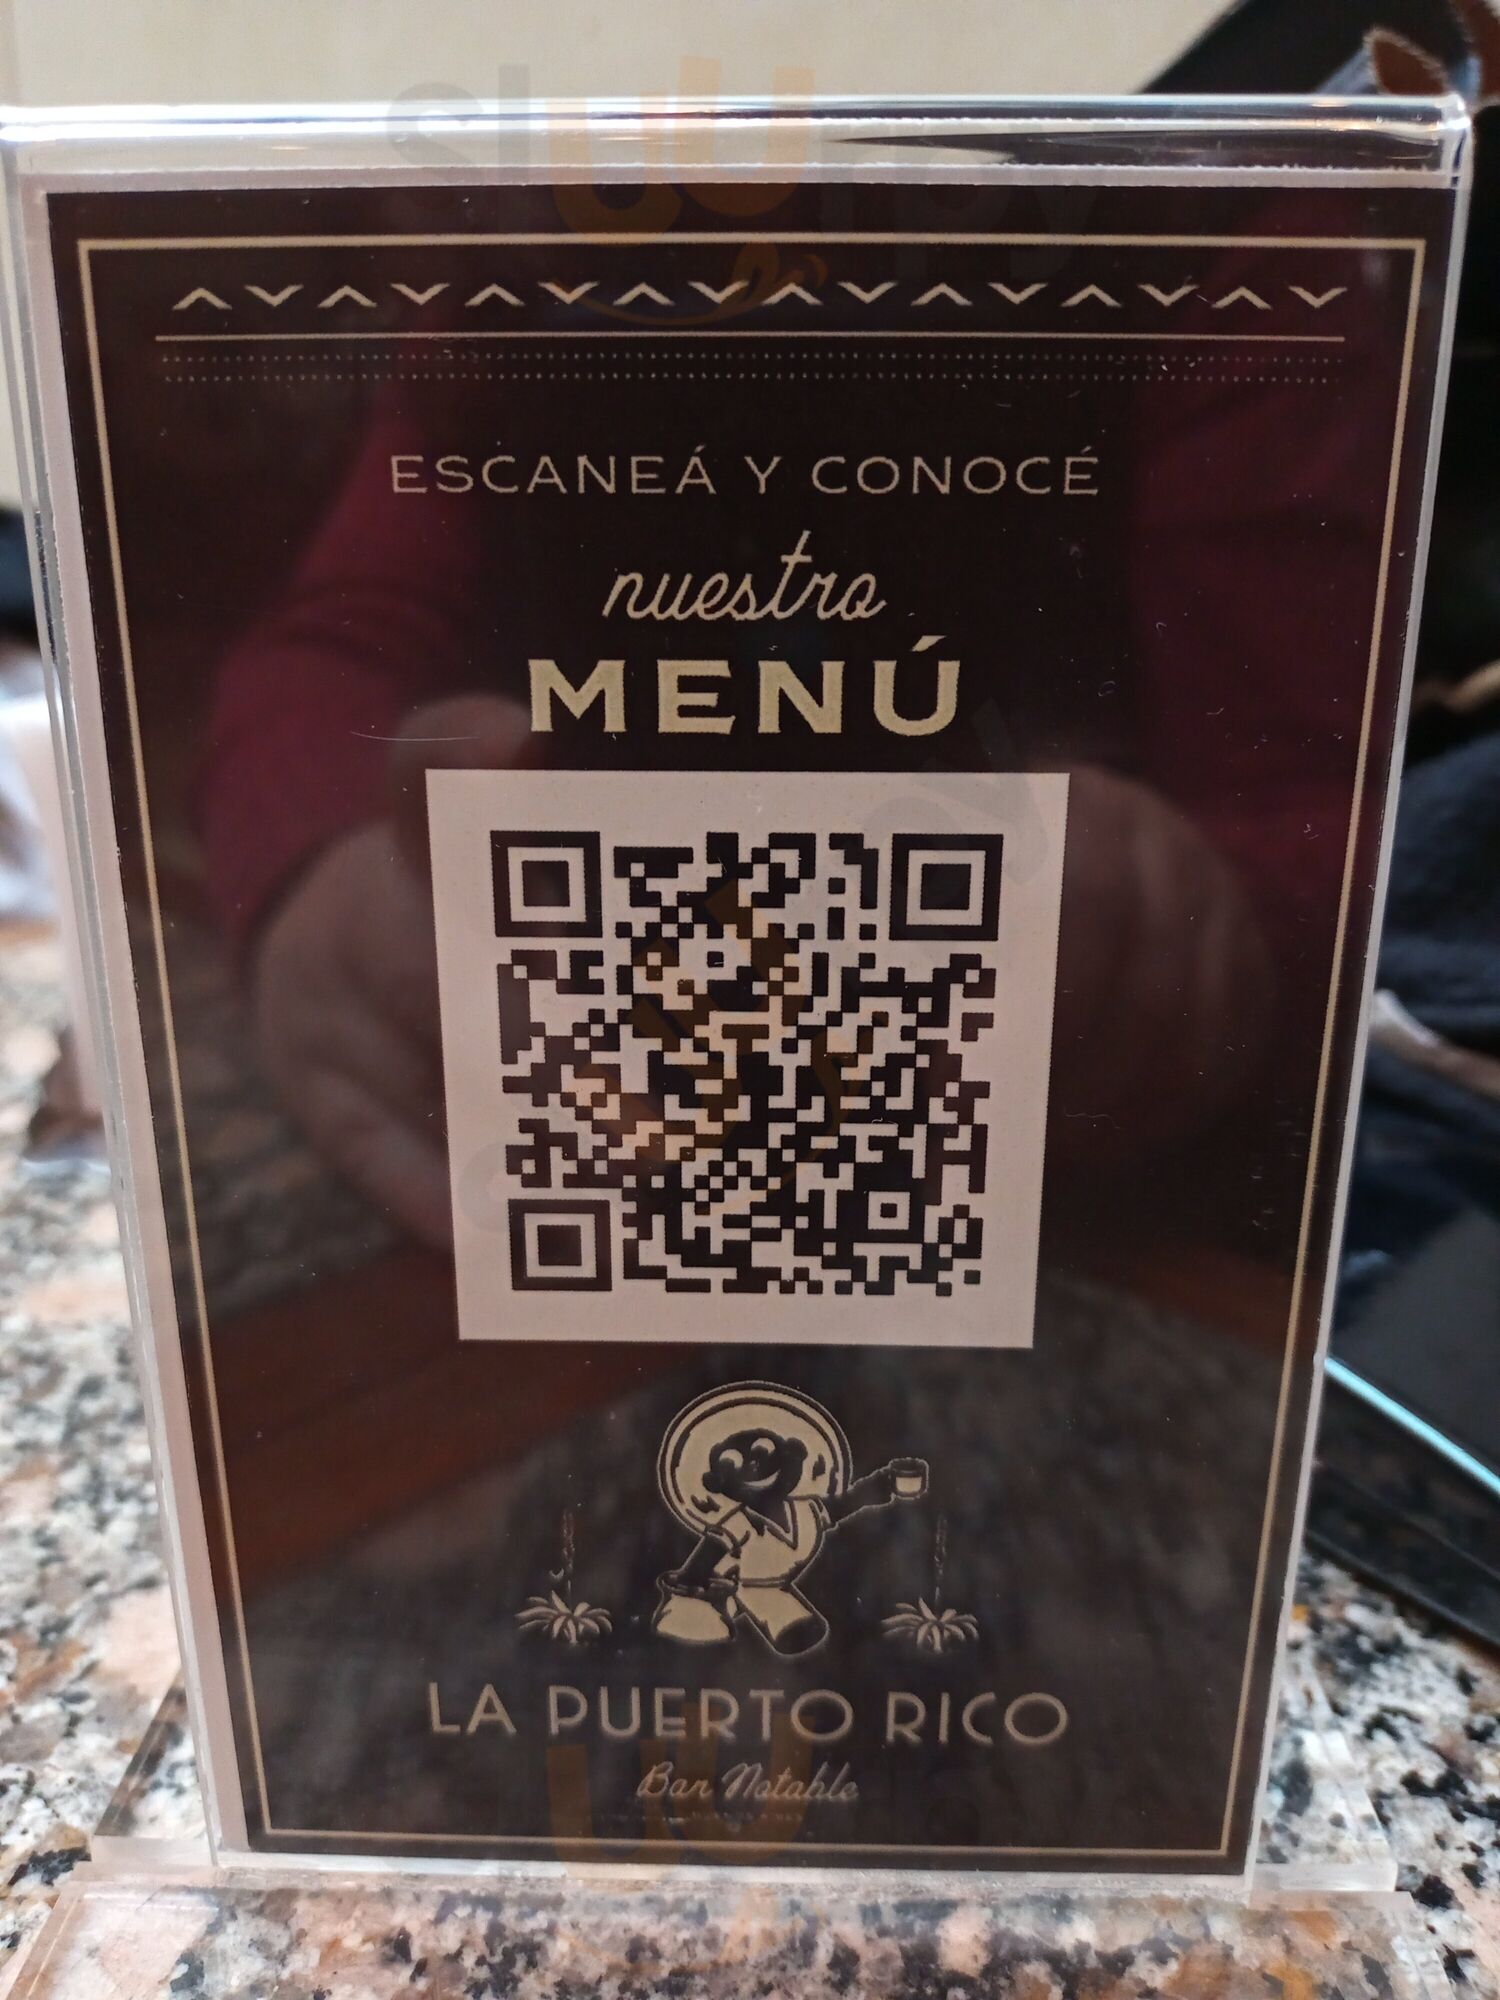 ESCANEÁ Y CONOCÉ
nuestro
MENÚ
LA PUERTO RICO
Bar Notable